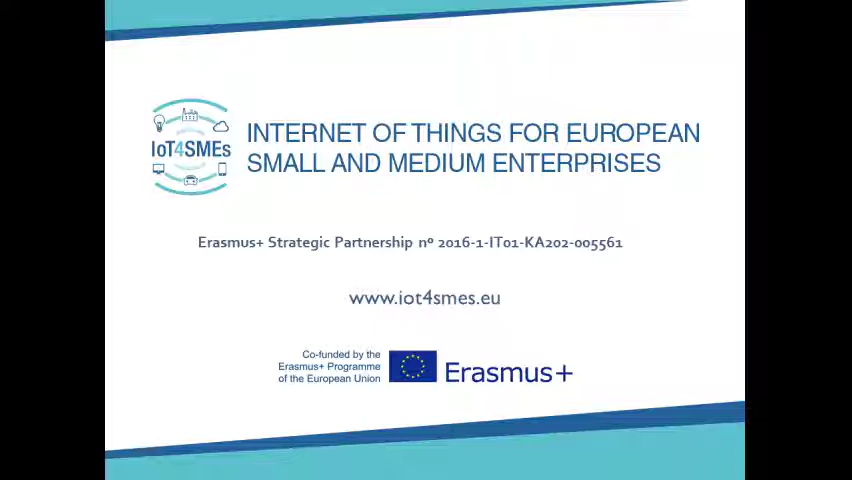 IoT4SMEs
INTERNET OF THINGS FOR EUROPEAN
SMALL AND MEDIUM ENTERPRISES
Erasmus+ Strategic Partnership nº 2016-1-IT01-KA202-005561
www.iot4smes.eu
Co-funded by the
Erasmus+ Programme
of the European Union
Erasmus+